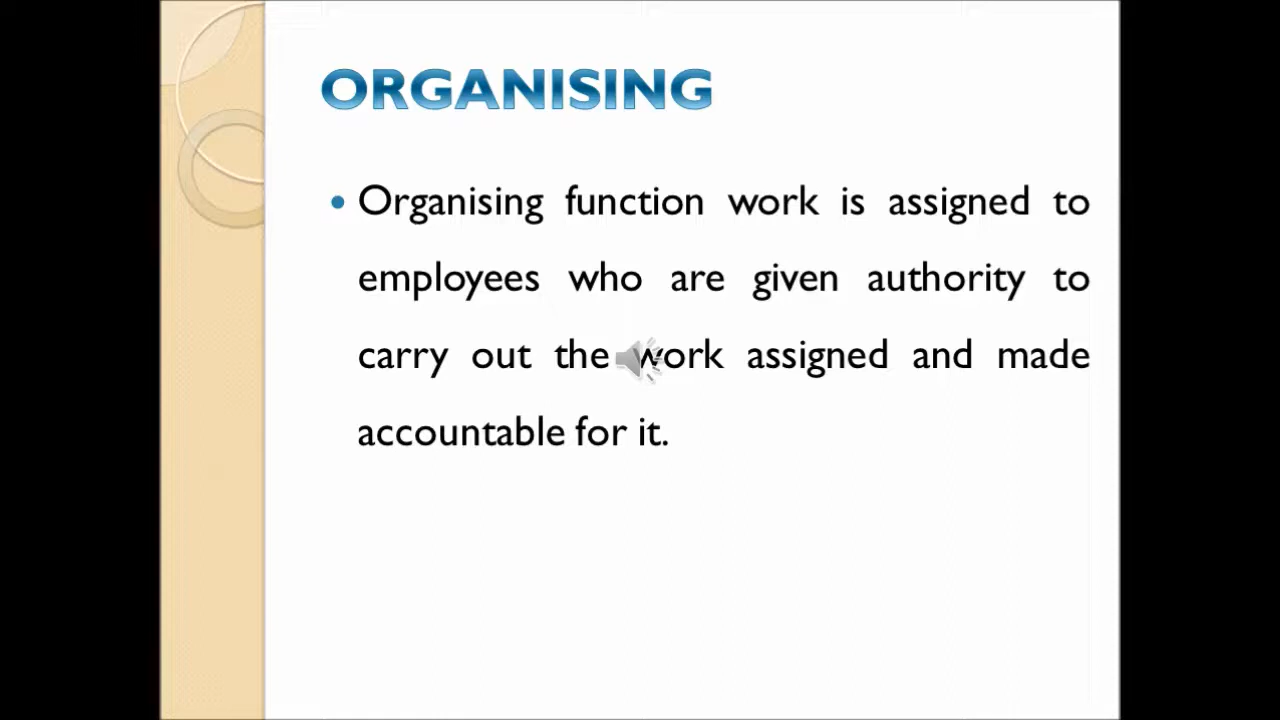 ORGANISING
• Organising function work is assigned to
employees who are given authority to
carry out the work assigned and made
accountable for it.